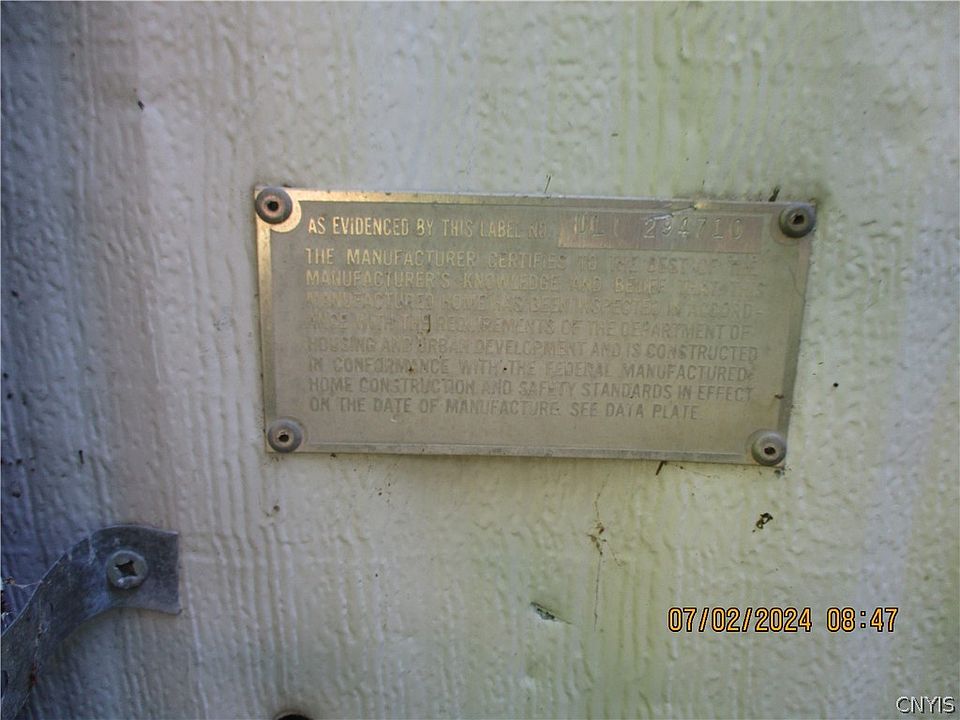 AS EVIDENCED BY THIS LABEL NO. 294710
THE MANUFACTURER CERTIFIES TO THE BEST OF THE
MANUFACTURER'S KNOWLEDGE AND BELIEF THAT THIS
MANUFACTURED HOME HAS BEEN INSPECTED IN ACCORD-
ANCE WITH THE REQUIREMENTS OF THE DEPARTMENT OF
HOUSING AND URBAN DEVELOPMENT AND IS CONSTRUCTED
IN CONFORMANCE WITH THE FEDERAL MANUFACTURED
HOME CONSTRUCTION AND SAFETY STANDARDS IN EFFECT
ON THE DATE OF MANUFACTURE. SEE DATA PLATE.
07/02/2024 08:47
CNYIS